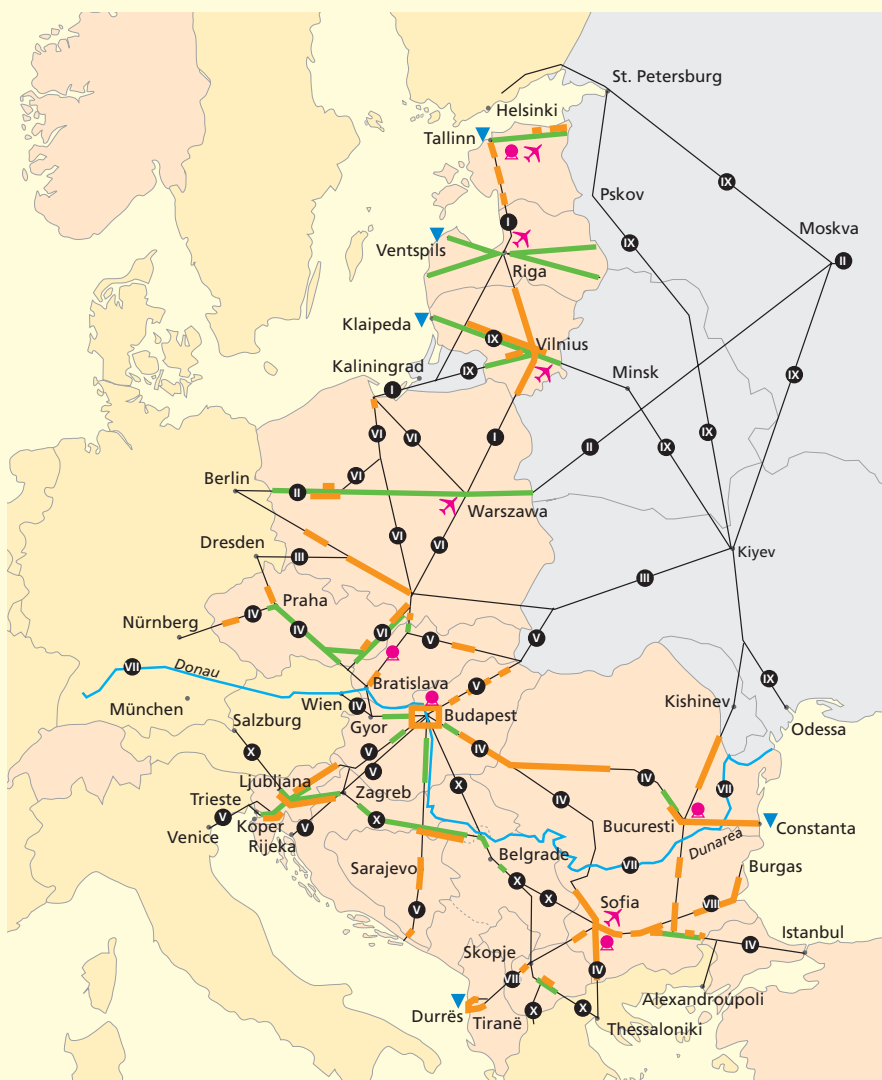 St. Petersburg
Helsinki
Tallinn
IX
Pskov
I
Moskva
IX
II
Ventspils
Riga
Klaipeda
IX
Vilnius
Kaliningrad
IX
Minsk
IX
I
VI
VI
I
IX
II
IX
VI
Berlin
II
Warszawa
VI
VI
Dresden
III
Kiyev
III
Praha
IV
Nürnberg
IV
VI
V
V
VII
Donau
IX
Bratislava
V
München
Wien
IV
Kishinev
Salzburg
Gyor
Budapest
Odessa
X
V
IV
V
Ljubljana
X
IV
VII
Trieste
Zagreb
IV
V
Koper
X
Bucuresti
Constanta
Venice
V
Rijeka
Dunarea
Sarajevo
Belgrade
VII
Burgas
X
X
Sofia
VIII
V
Istanbul
IV
Skopje
IV
VII
Alexandroúpoli
Durrës
Tiranë
X
X
Thessaloniki